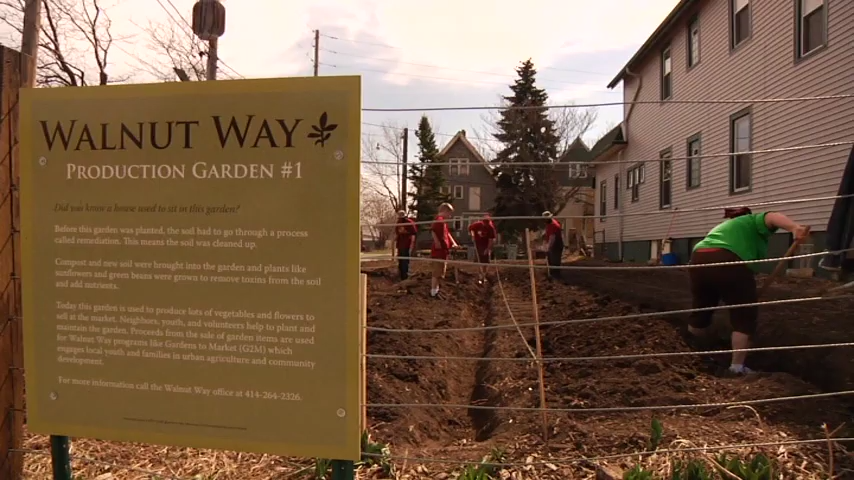 WALNUT WAY
PRODUCTION GARDEN #1
Did you know a house used to sit in this garden?
Before this garden was planted, the soil had to go through a process
called remediation. This means the soil was cleaned up.
Compost and new soil were brought into the garden and plants like
sunflowers and green beans were grown to remove toxins from the soil
and add nutrients.
Today this garden is used to produce lots of vegetables and flowers to
sell at the market. Neighbors, youth, and volunteers help to plant and
maintain the garden. Proceeds from the sale of garden items are used
for Walnut Way programs like Gardens to Market (G2M) which
engages local youth and families in urban agriculture and community
development.
For more information call the Walnut Way office at 414-264-2326.